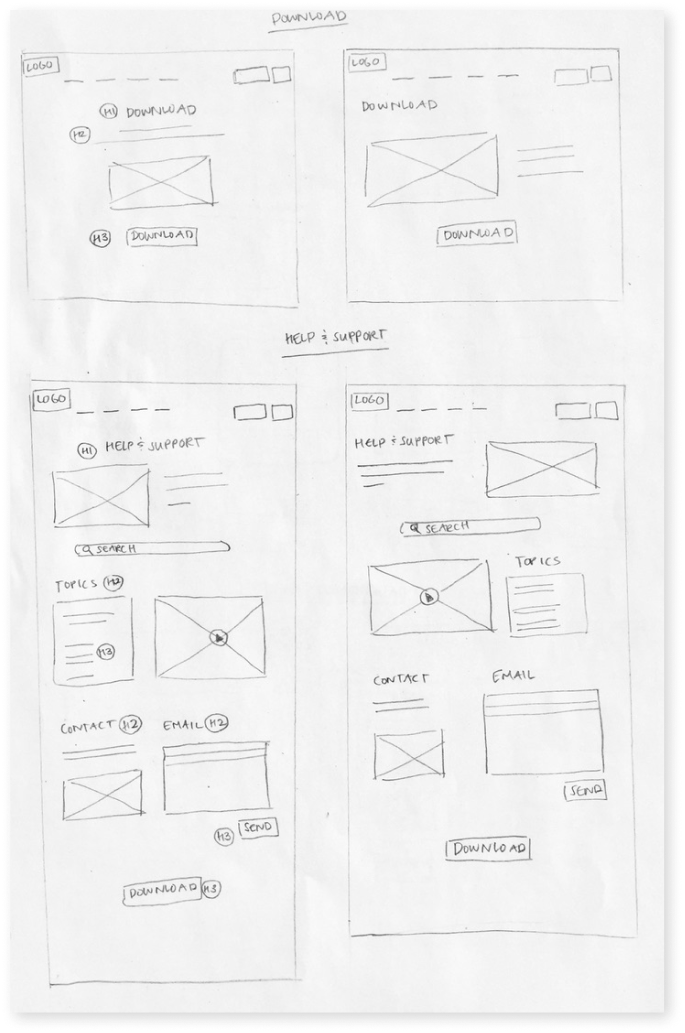 DOWNLOAD
LOGO
H1 DOWNLOAD
H2
H3 DOWNLOAD
LOGO
DOWNLOAD
DOWNLOAD
HELP & SUPPORT
LOGO
H1 HELP & SUPPORT
SEARCH
TOPICS H2
H3
CONTACT H2 EMAIL H2
H3 SEND
DOWNLOAD H3
LOGO
HELP & SUPPORT
SEARCH
TOPICS
CONTACT EMAIL
SEND
DOWNLOAD